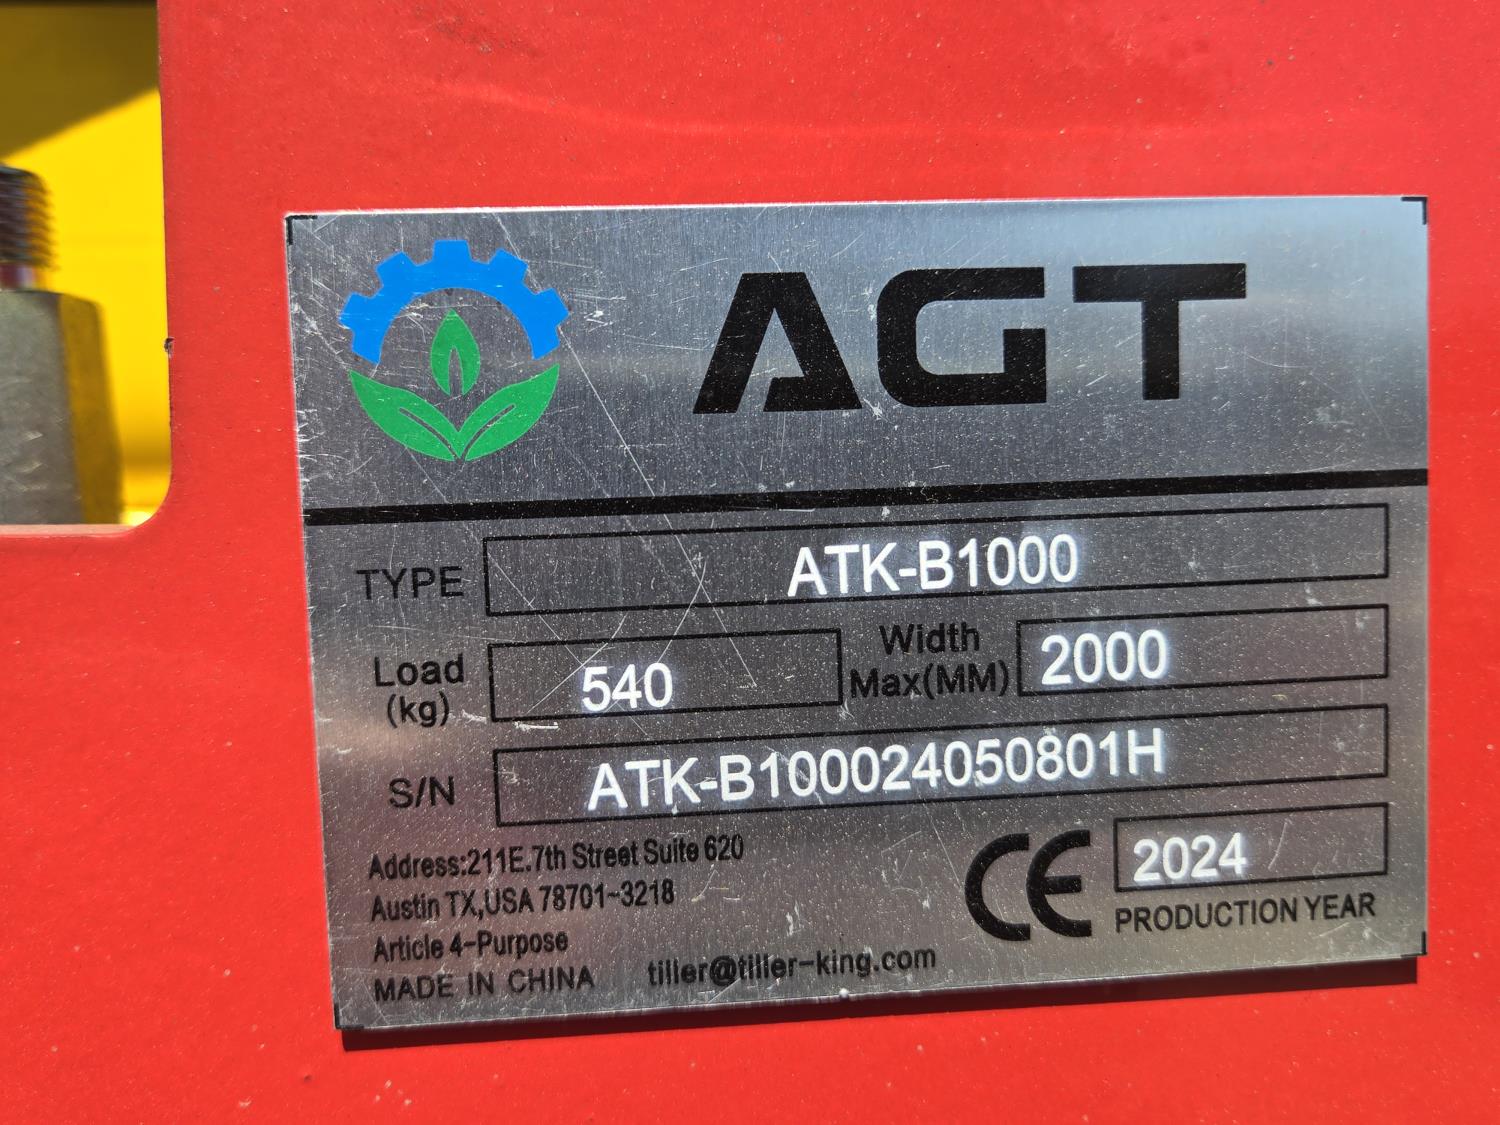 AGT
TYPE ATK-B1000
Load (kg) 540 Width Max(MM) 2000
S/N ATK-B100024050801H
Address:211E.7th Street Suite 620
Austin TX,USA 78701-3218
Article 4-Purpose
MADE IN CHINA tiller@tiller-king.com
CE 2024
PRODUCTION YEAR